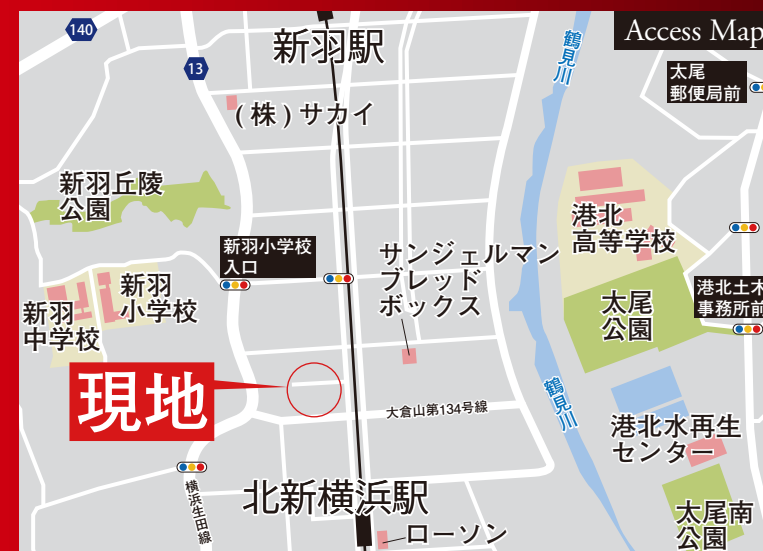 140
新羽駅
鶴見川
Access Map
太尾
郵便局前
13
(株)サカイ
新羽丘陵
公園
港北
高等学校
新羽小学校
入口
サンジェルマン
ブレッド
ボックス
新羽
小学校
新羽
中学校
太尾
公園
港北土木
事務所前
現地
大倉山第134号線
鶴見川
港北水再生
センター
横浜生田線
北新横浜駅
ローソン
太尾南
公園